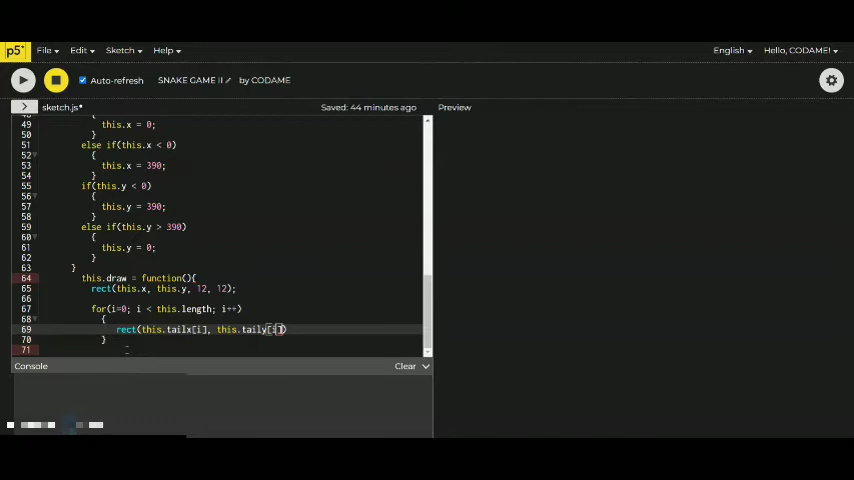 p5* File Edit Sketch Help English Hello, CODAME!
Auto-refresh SNAKE GAME II by CODAME
> sketch.js• Saved: 44 minutes ago Preview
49 this.x = 0;
50 }
51 else if(this.x < 0)
52 {
53 this.x = 390;
54 }
55 if(this.y < 0)
56 {
57 this.y = 390;
58 }
59 else if(this.y > 390)
60 {
61 this.y = 0;
62 }
63 }
64 this.draw = function(){
65 rect(this.x, this.y, 12, 12);
66
67 for(i=0; i < this.length; i++)
68 {
69 rect(this.tailx[i], this.taily[i])
70 }
71
Console Clear